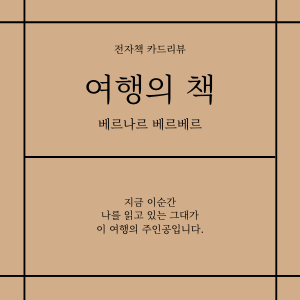 전자책 카드리뷰
여행의 책
베르나르 베르베르
지금 이순간
나를 읽고 있는 그대가
이 여행의 주인공입니다.